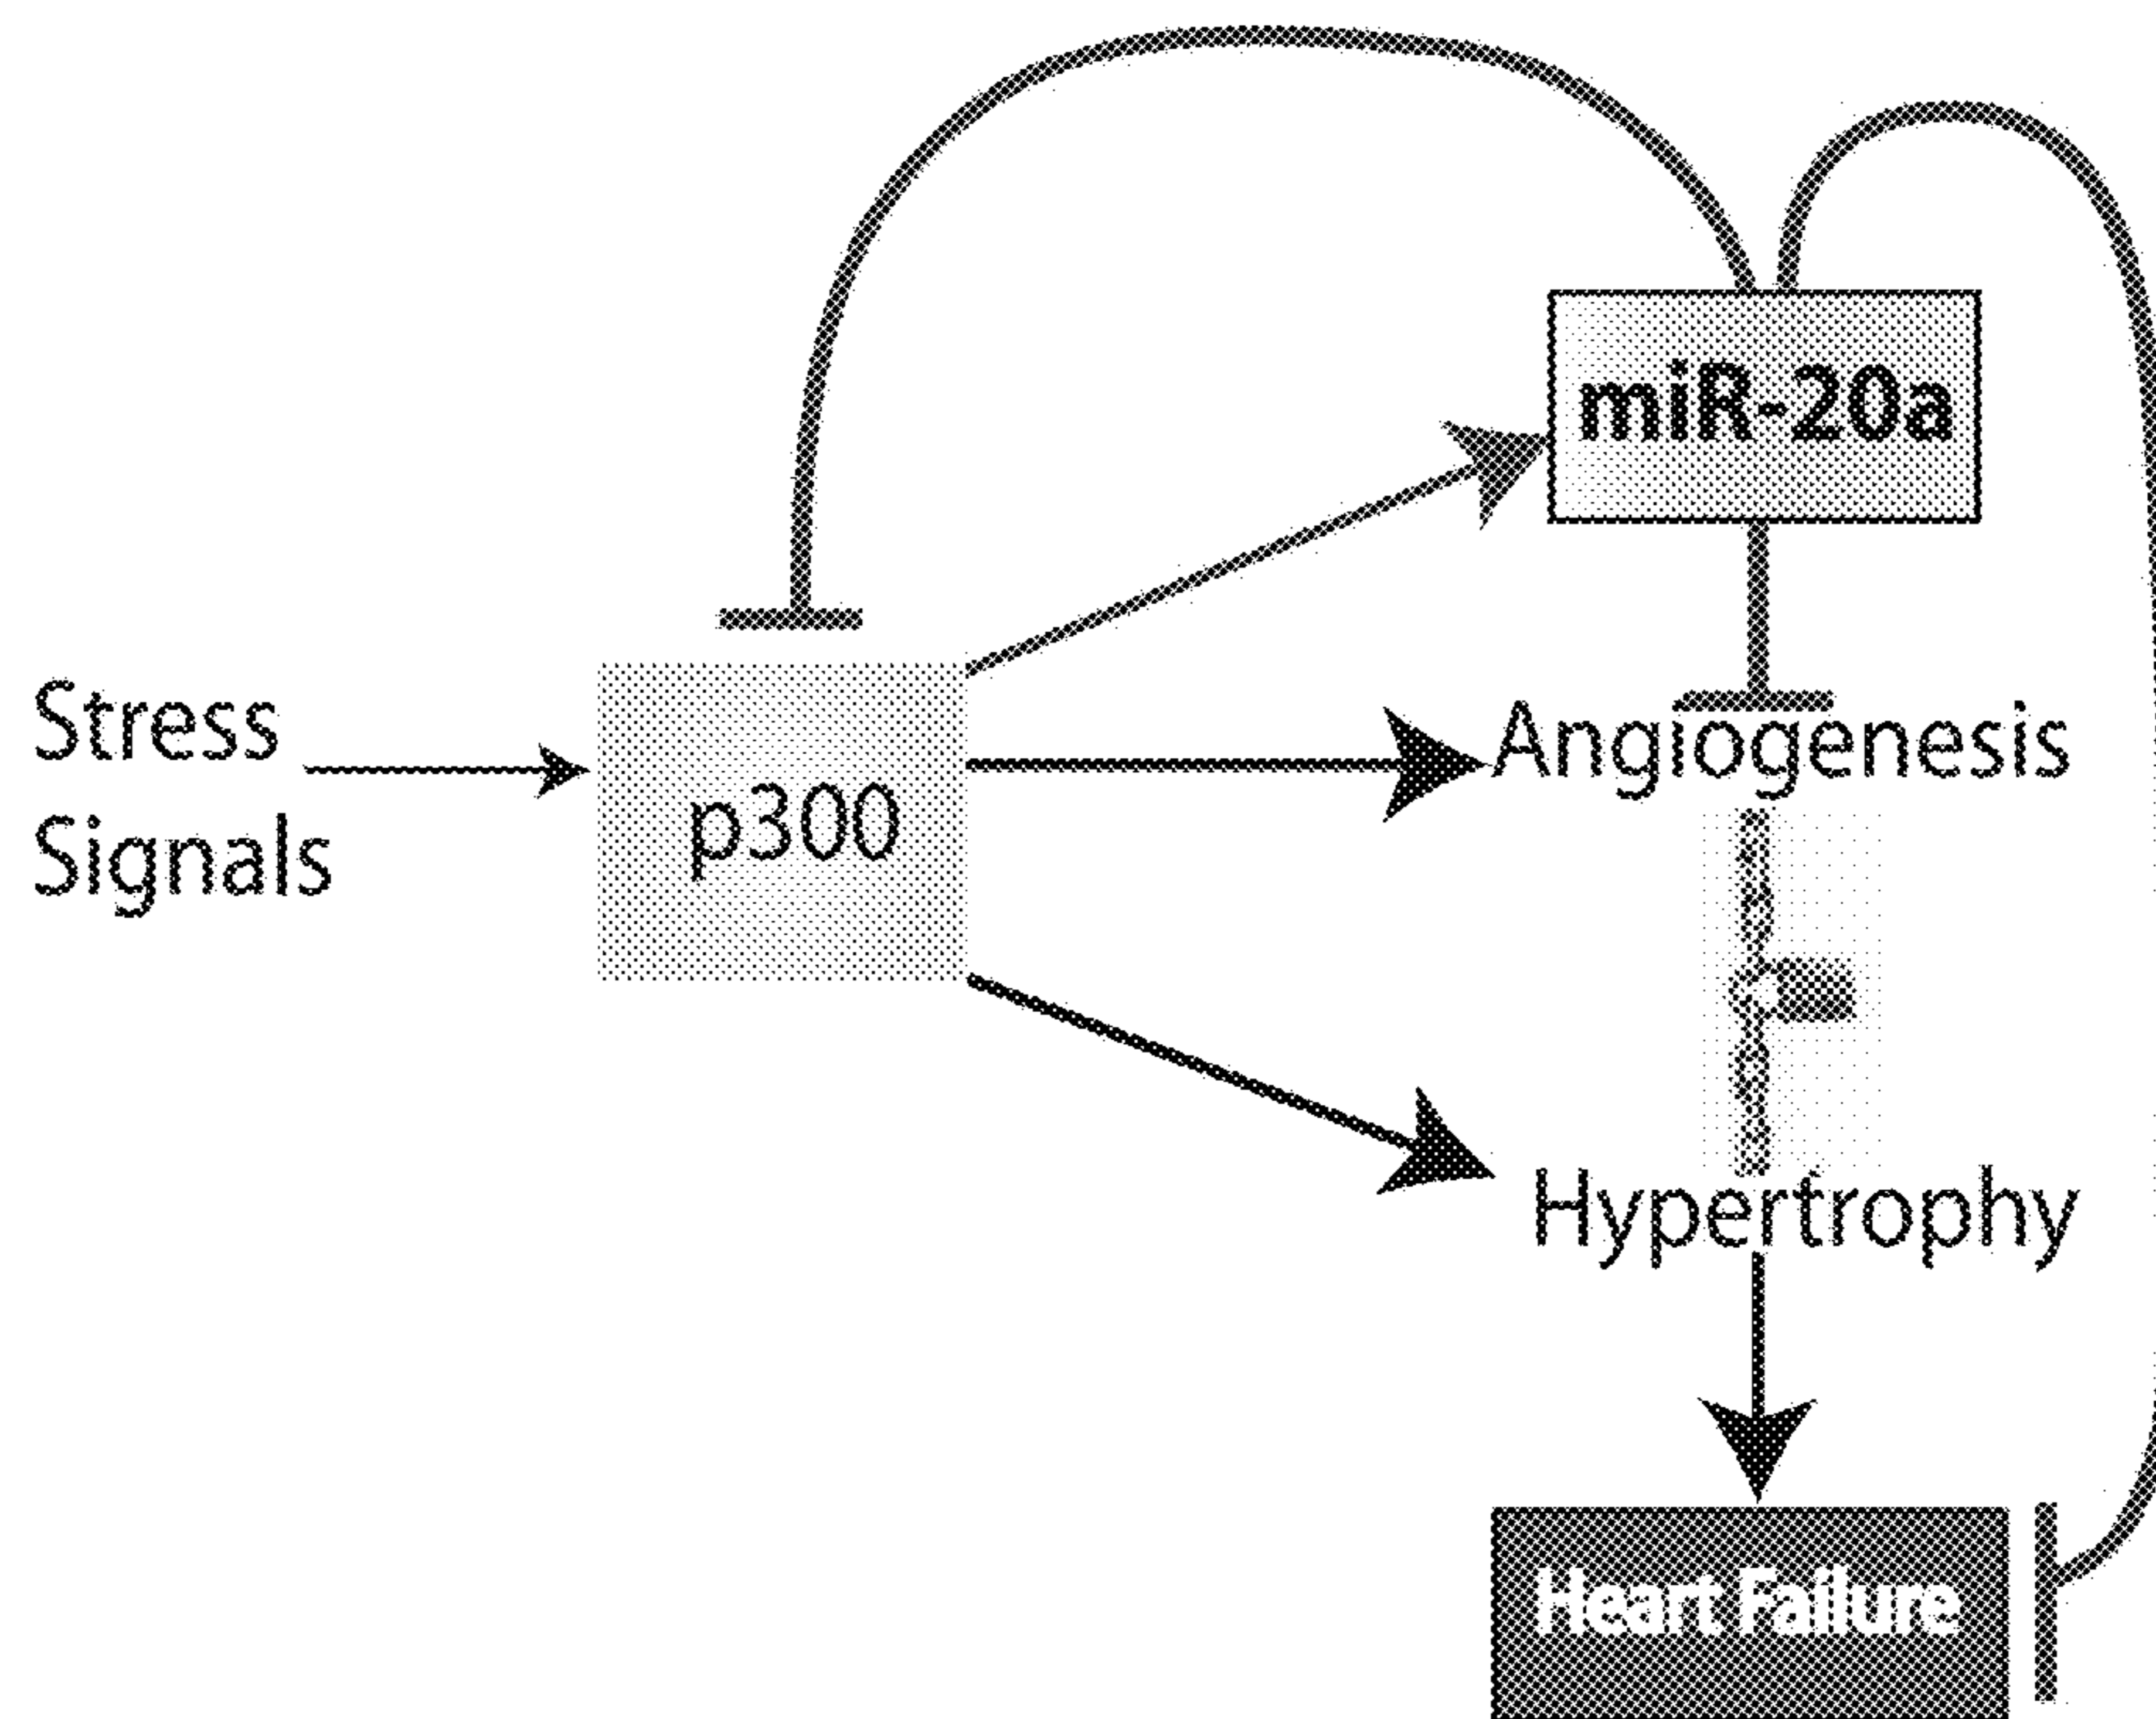 miR-20a
Stress
Signals
p300
Angiogenesis
Hypertrophy
Heart Failure